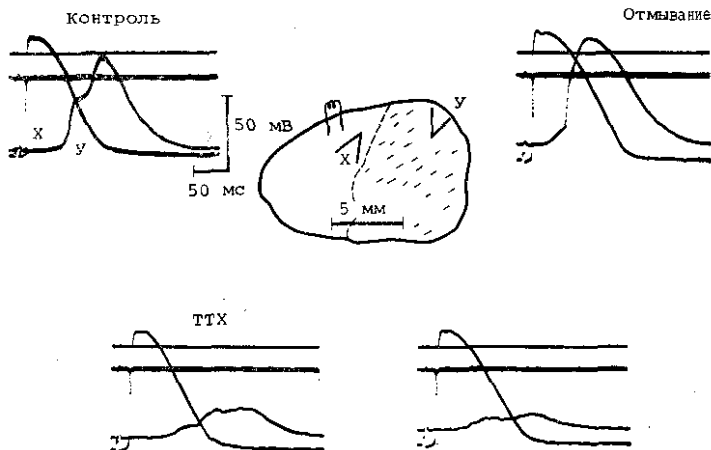 Контроль
Отмывание
Х
У
50 мВ
50 мс
У
Х
5 мм
ТТХ